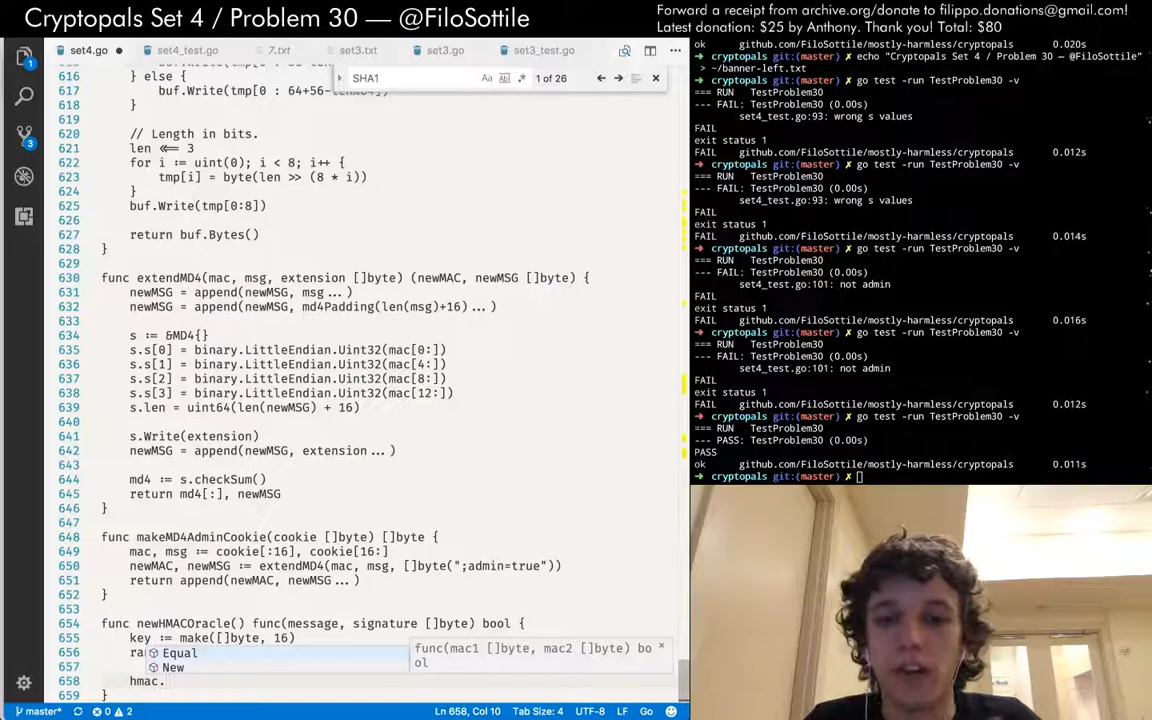 Cryptopals Set 4 / Problem 30 — @FiloSottile
Forward a receipt from archive.org/donate to filippo.donations@gmail.com!
Latest donation: $25 by Anthony. Thank you! Total: $80
set4.go
set4_test.go
7.txt
set3.txt
set3.go
set3_test.go
SHA1
Aa
Ab
1 of 26
616 } else {
617 buf.Write(tmp[0 : 64+56-len%64])
618 }
619
620 // Length in bits.
621 len <<= 3
622 for i := uint(0); i < 8; i++ {
623 tmp[i] = byte(len >> (8 * i))
624 }
625 buf.Write(tmp[0:8])
626
627 return buf.Bytes()
628 }
629
630 func extendMD4(mac, msg, extension []byte) (newMAC, newMSG []byte) {
631 newMSG = append(newMSG, msg...)
632 newMSG = append(newMSG, md4Padding(len(msg)+16)...)
633
634 s := &MD4{}
635 s.s[0] = binary.LittleEndian.Uint32(mac[0:])
636 s.s[1] = binary.LittleEndian.Uint32(mac[4:])
637 s.s[2] = binary.LittleEndian.Uint32(mac[8:])
638 s.s[3] = binary.LittleEndian.Uint32(mac[12:])
639 s.len = uint64(len(newMSG) + 16)
640
641 s.Write(extension)
642 newMSG = append(newMSG, extension...)
643
644 md4 := s.checkSum()
645 return md4[:], newMSG
646 }
647
648 func makeMD4AdminCookie(cookie []byte) []byte {
649 mac, msg := cookie[:16], cookie[16:]
650 newMAC, newMSG := extendMD4(mac, msg, []byte(";admin=true"))
651 return append(newMAC, newMSG...)
652 }
653
654 func newHMACOracle() func(message, signature []byte) bool {
655 key := make([]byte, 16)
656 ra
657
658 hmac.
659 }
Equal
New
func(mac1 []byte, mac2 []byte) bo
ol
master*
0
2
Ln 658, Col 10
Tab Size: 4
UTF-8
LF
Go
1
3
ok github.com/FiloSottile/mostly-harmless/cryptopals 0.020s
➜ cryptopals git:(master) ✗ echo "Cryptopals Set 4 / Problem 30 — @FiloSottile"
> ~/banner-left.txt
➜ cryptopals git:(master) ✗ go test -run TestProblem30 -v
=== RUN TestProblem30
--- FAIL: TestProblem30 (0.00s)
set4_test.go:93: wrong s values
FAIL
exit status 1
FAIL github.com/FiloSottile/mostly-harmless/cryptopals 0.012s
➜ cryptopals git:(master) ✗ go test -run TestProblem30 -v
=== RUN TestProblem30
--- FAIL: TestProblem30 (0.00s)
set4_test.go:93: wrong s values
FAIL
exit status 1
FAIL github.com/FiloSottile/mostly-harmless/cryptopals 0.014s
➜ cryptopals git:(master) ✗ go test -run TestProblem30 -v
=== RUN TestProblem30
--- FAIL: TestProblem30 (0.00s)
set4_test.go:101: not admin
FAIL
exit status 1
FAIL github.com/FiloSottile/mostly-harmless/cryptopals 0.016s
➜ cryptopals git:(master) ✗ go test -run TestProblem30 -v
=== RUN TestProblem30
--- FAIL: TestProblem30 (0.00s)
set4_test.go:101: not admin
FAIL
exit status 1
FAIL github.com/FiloSottile/mostly-harmless/cryptopals 0.012s
➜ cryptopals git:(master) ✗ go test -run TestProblem30 -v
=== RUN TestProblem30
--- PASS: TestProblem30 (0.00s)
PASS
ok github.com/FiloSottile/mostly-harmless/cryptopals 0.011s
➜ cryptopals git:(master) ✗